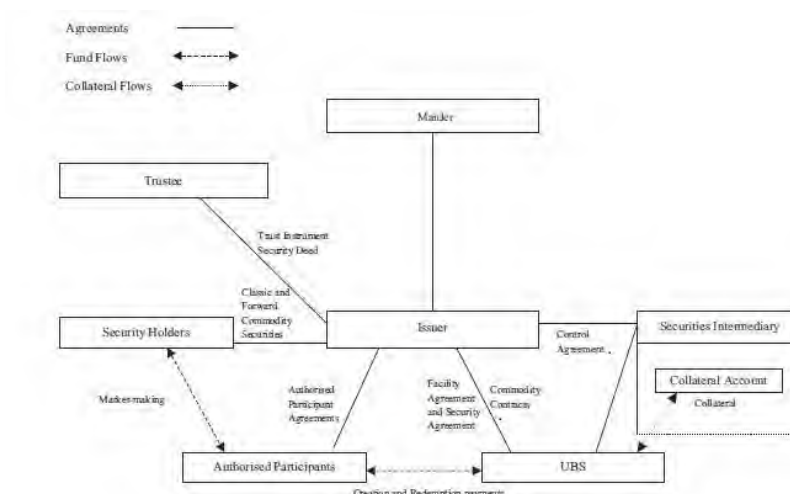 Agreements
Fund Flows
Collateral Flows
ManJer
Trustee
Trust Instrument
Security Deed
Classic and
Forward
Commodity
Securities
Security Holders
Issuer
Control
Agreement
Securities Intermediary
Collateral Account
Collateral
Market-making
Authorised
Participant
Agreements
Facility
Agreement
and Security
Agreement
Commodity
Contracts
Authorised Participants
UBS
Creation and Redemption payments